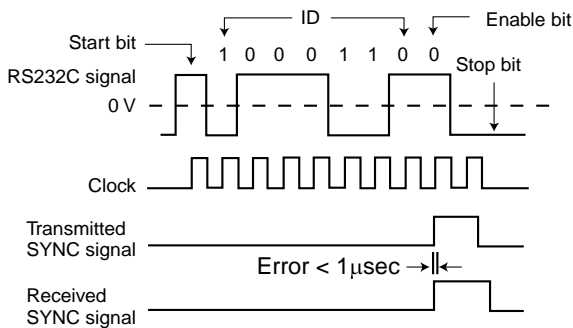 ID
Enable bit
Start bit
1 0 0 0 1 1 0 0
Stop bit
RS232C signal
0 V
Clock
Transmitted
SYNC signal
Error < 1μsec
Received
SYNC signal